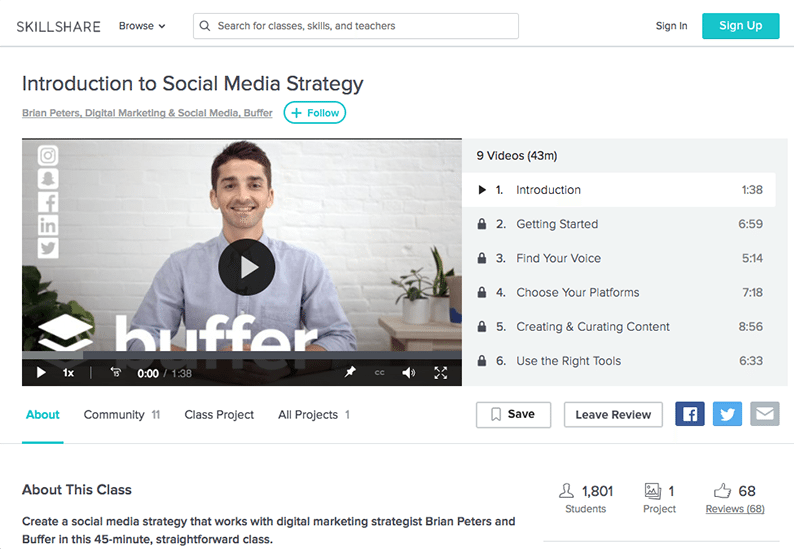 SKILLSHARE Browse Search for classes, skills, and teachers Sign In Sign Up
Introduction to Social Media Strategy
Brian Peters, Digital Marketing & Social Media, Buffer + Follow
9 Videos (43m)
1. Introduction 1:38
2. Getting Started 6:59
3. Find Your Voice 5:14
4. Choose Your Platforms 7:18
5. Creating & Curating Content 8:56
6. Use the Right Tools 6:33
in
buffer
1x 15 0:00 / 1:38 CC
About Community 11 Class Project All Projects 1 Save Leave Review
About This Class
1,801 1 68
Students Project Reviews (68)
Create a social media strategy that works with digital marketing strategist Brian Peters and
Buffer in this 45-minute, straightforward class.